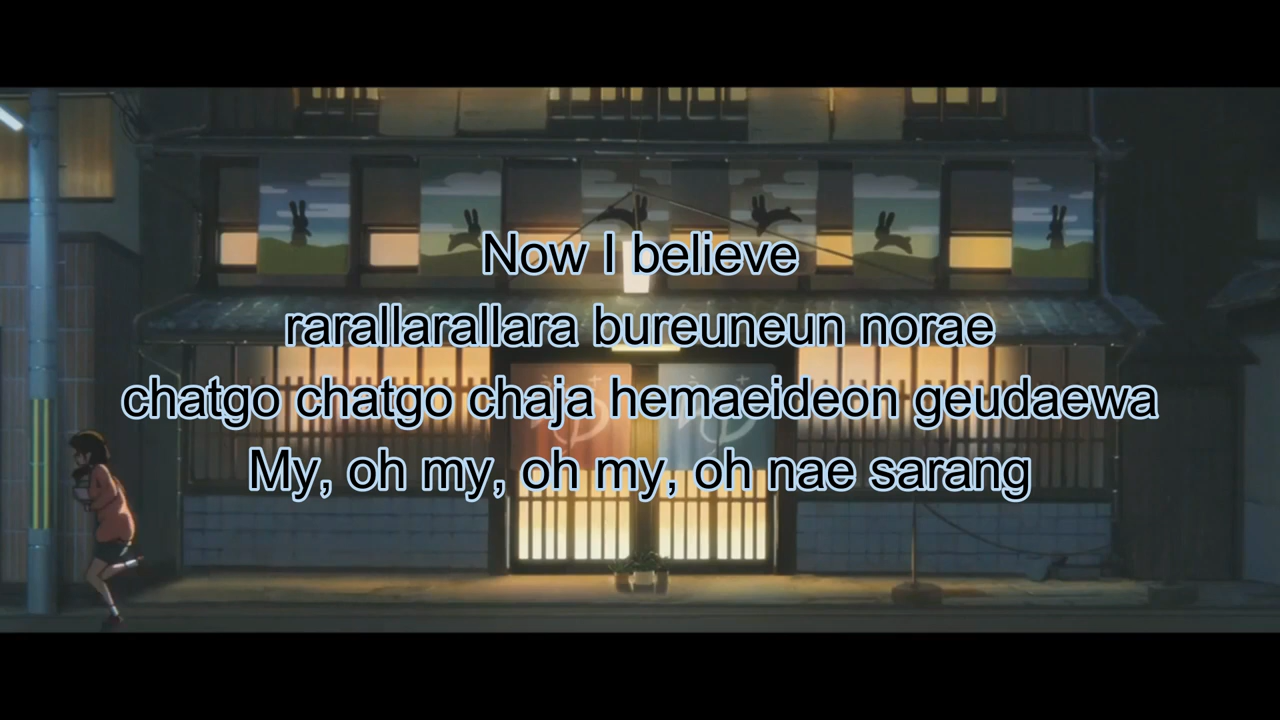 Now I believe
rarallarallara bureuneun norae
chatgo chatgo chaja hemaeideon geudaewa
My, oh my, oh my, oh nae sarang